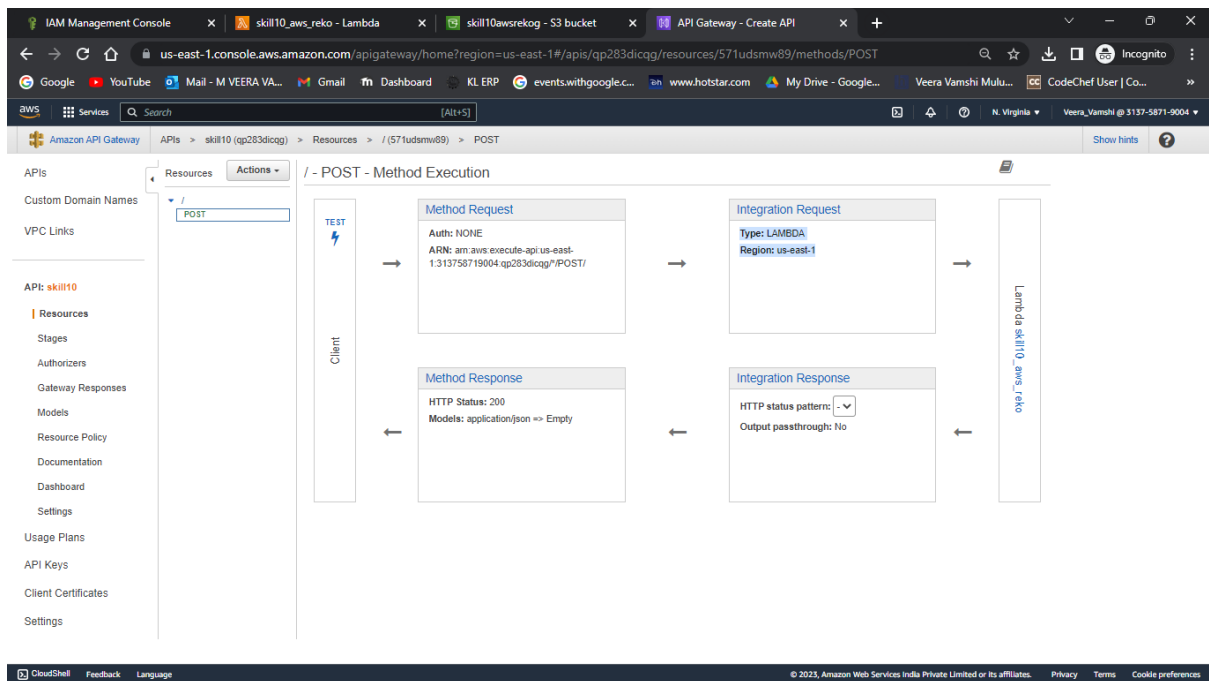 IAM Management Console
skill10_aws_reko - Lambda
skill10awsrekog - S3 bucket
API Gateway - Create API
us-east-1.console.aws.amazon.com/apigateway/home?region=us-east-1#/apis/qp283dicqg/resources/571udsmw89/methods/POST
Incognito
Google
YouTube
Mail - M VEERA VA...
Gmail
Dashboard
KL ERP
events.withgoogle.c...
www.hotstar.com
My Drive - Google...
Veera Vamshi Mulu...
CodeChef User | Co...
»
aws
Services
Search
[Alt+S]
N. Virginia
Veera_Vamshi @ 3137-5871-9004
Amazon API Gateway
APIs > skill10 (qp283dicqg) > Resources > / (571udsmw89) > POST
Show hints
APIs
Custom Domain Names
VPC Links
API: skill10
Resources
Stages
Authorizers
Gateway Responses
Models
Resource Policy
Documentation
Dashboard
Settings
Usage Plans
API Keys
Client Certificates
Settings
Resources
Actions
/
POST
/ - POST - Method Execution
TEST
Client
Method Request
Auth: NONE
ARN: arn:aws:execute-api:us-east-
1:313758719004:qp283dicqg/*/POST/
Integration Request
Type: LAMBDA
Region: us-east-1
Lambda skill10_aws_reko
Method Response
HTTP Status: 200
Models: application/json => Empty
Integration Response
HTTP status pattern: -
Output passthrough: No
CloudShell
Feedback
Language
© 2023, Amazon Web Services India Private Limited or its affiliates.
Privacy
Terms
Cookie preferences